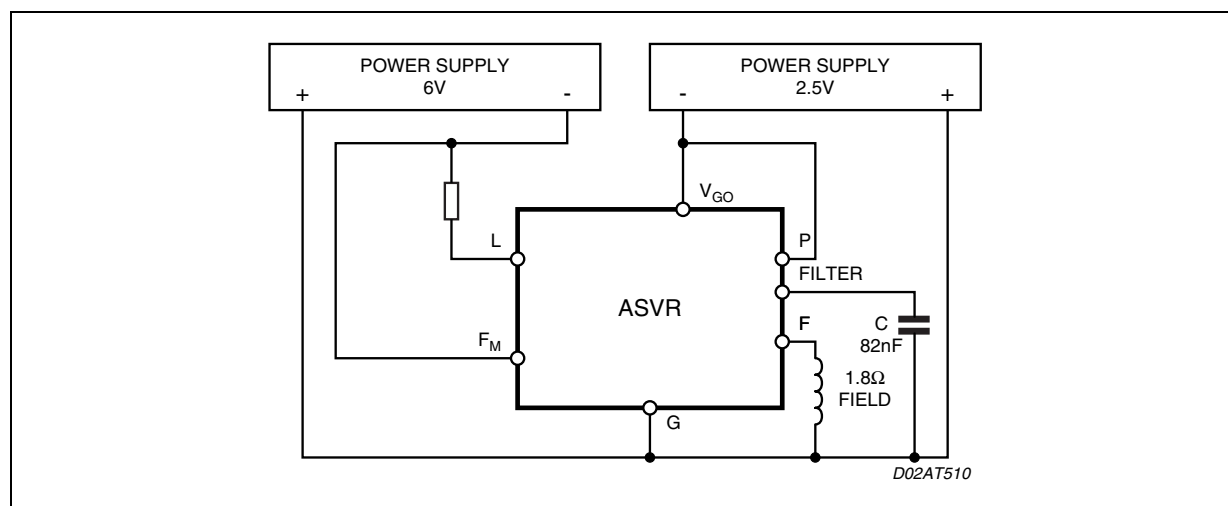 POWER SUPPLY
6V
+ -
POWER SUPPLY
2.5V
- +
V_GO
L
P
FILTER
ASVR
F
C
82nF
F_M
1.8Ω
FIELD
G
D02AT510